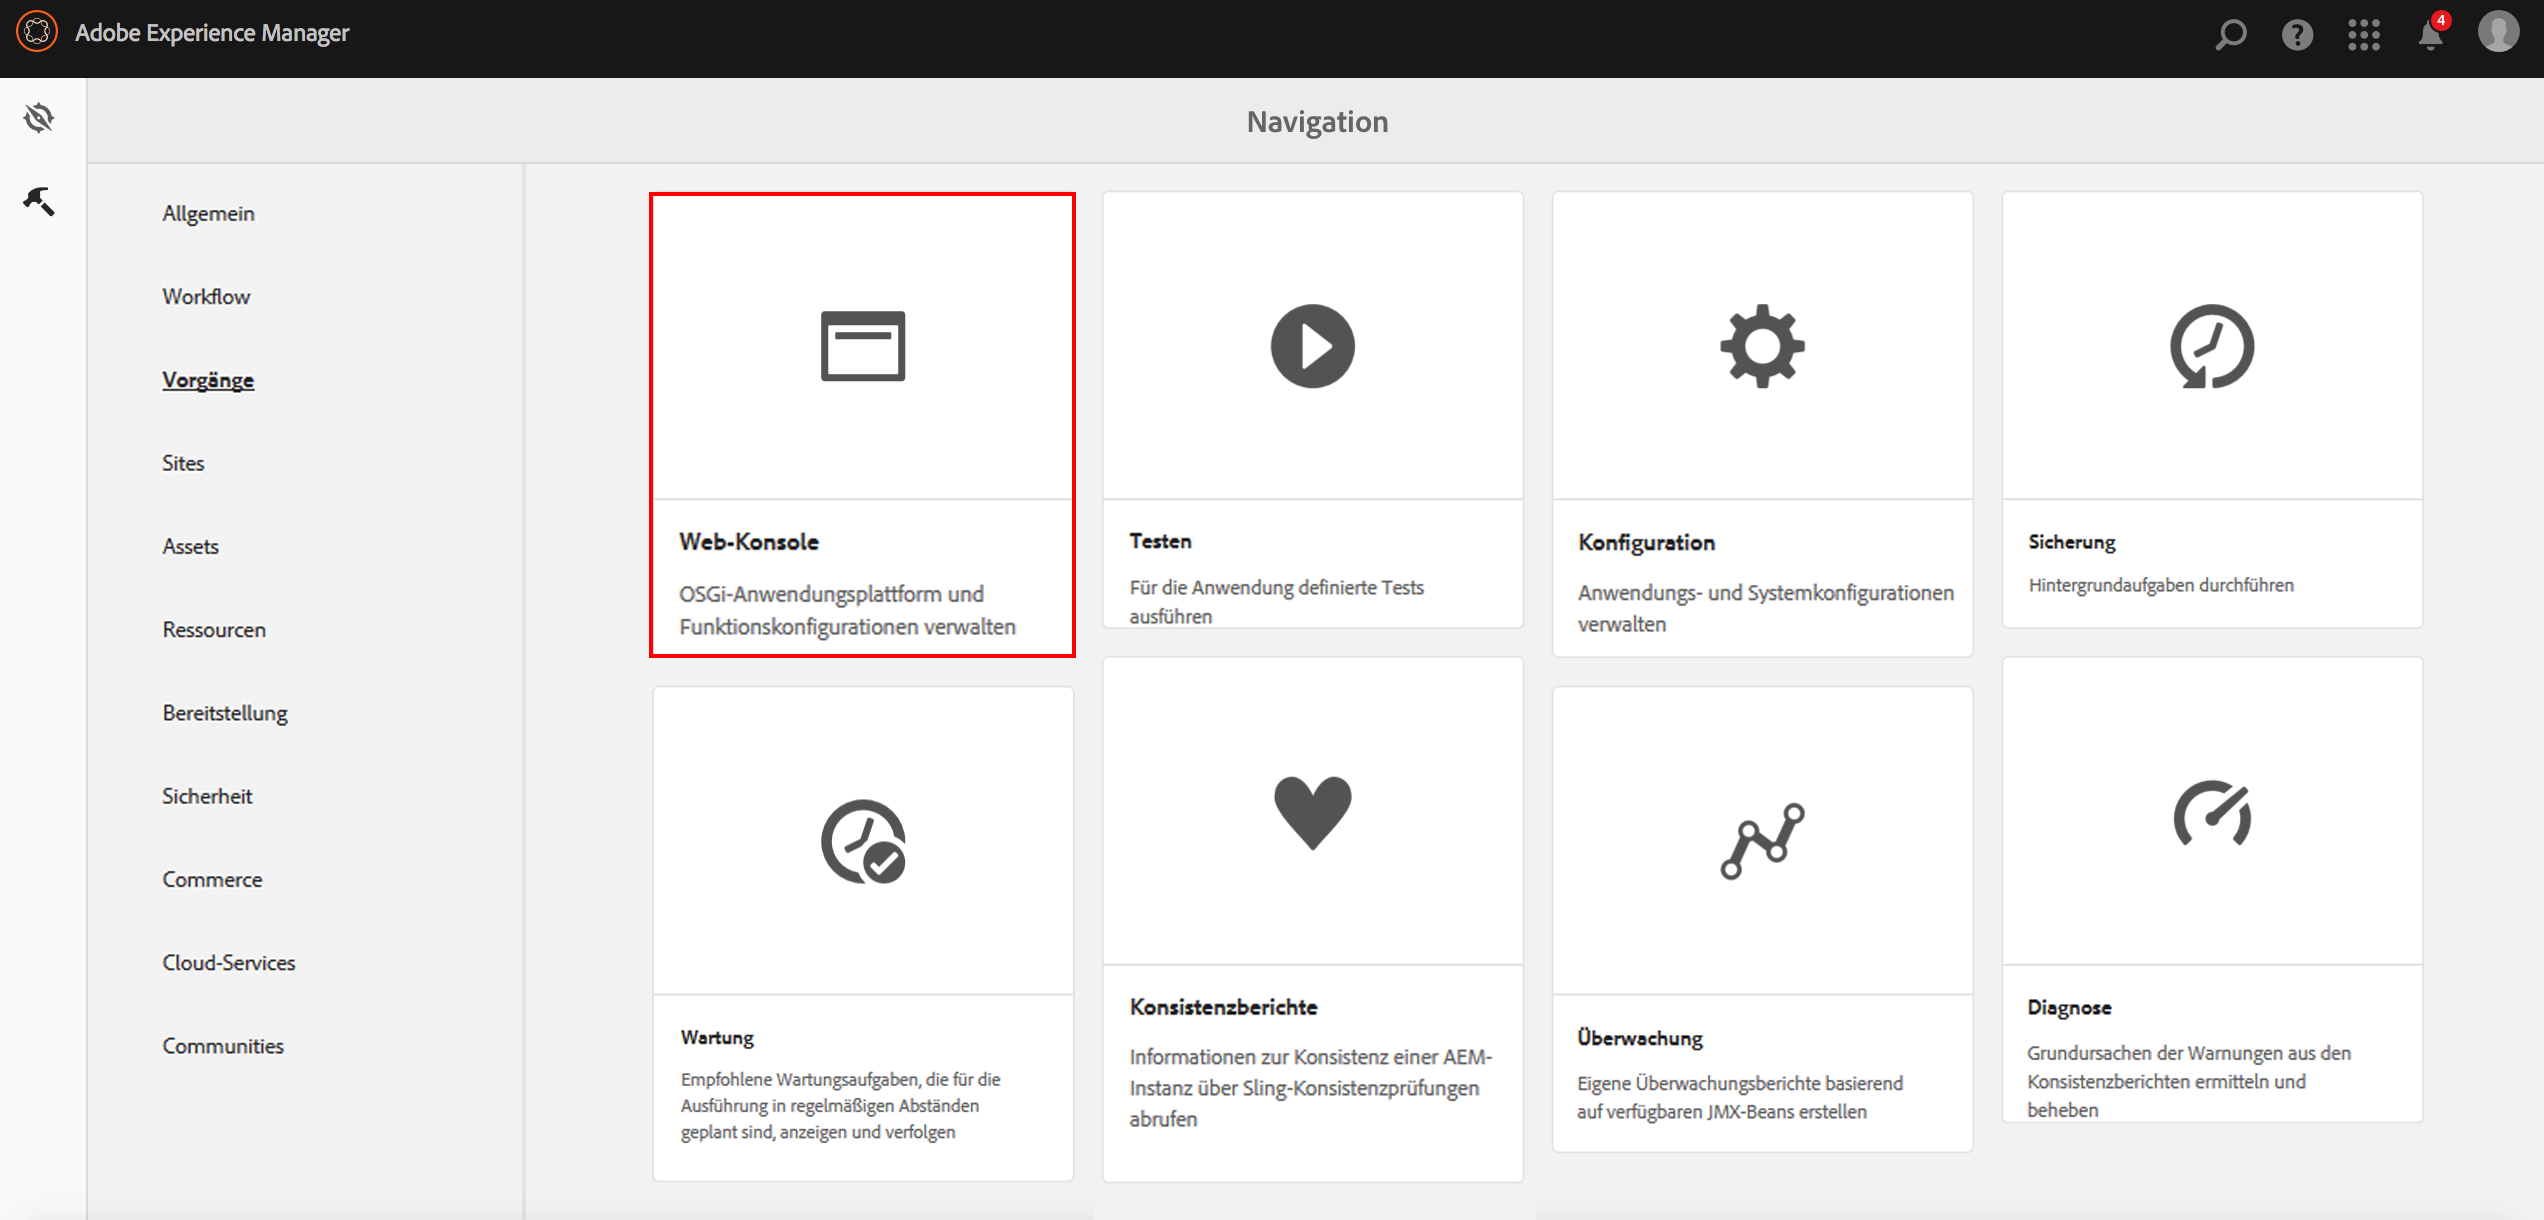 Adobe Experience Manager
4
Navigation
Allgemein
Workflow
Vorgänge
Sites
Assets
Ressourcen
Bereitstellung
Sicherheit
Commerce
Cloud-Services
Communities
Web-Konsole
OSGi-Anwendungsplattform und
Funktionskonfigurationen verwalten
Testen
Für die Anwendung definierte Tests
ausführen
Konfiguration
Anwendungs- und Systemkonfigurationen
verwalten
Sicherung
Hintergrundaufgaben durchführen
Wartung
Empfohlene Wartungsaufgaben, die für die
Ausführung in regelmäßigen Abständen
geplant sind, anzeigen und verfolgen
Konsistenzberichte
Informationen zur Konsistenz einer AEM-
Instanz über Sling-Konsistenzprüfungen
abrufen
Überwachung
Eigene Überwachungsberichte basierend
auf verfügbaren JMX-Beans erstellen
Diagnose
Grundursachen der Warnungen aus den
Konsistenzberichten ermitteln und
beheben